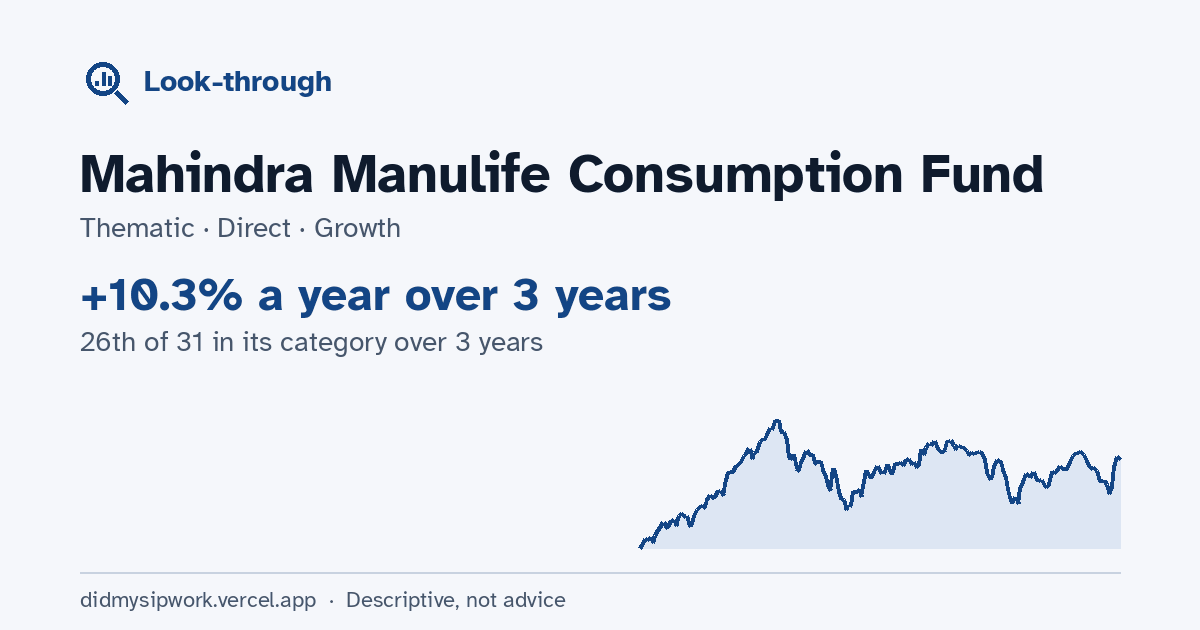 Look-through
Mahindra Manulife Consumption Fund
Thematic · Direct · Growth
+10.3% a year over 3 years
26th of 31 in its category over 3 years
didmysipwork.vercel.app · Descriptive, not advice